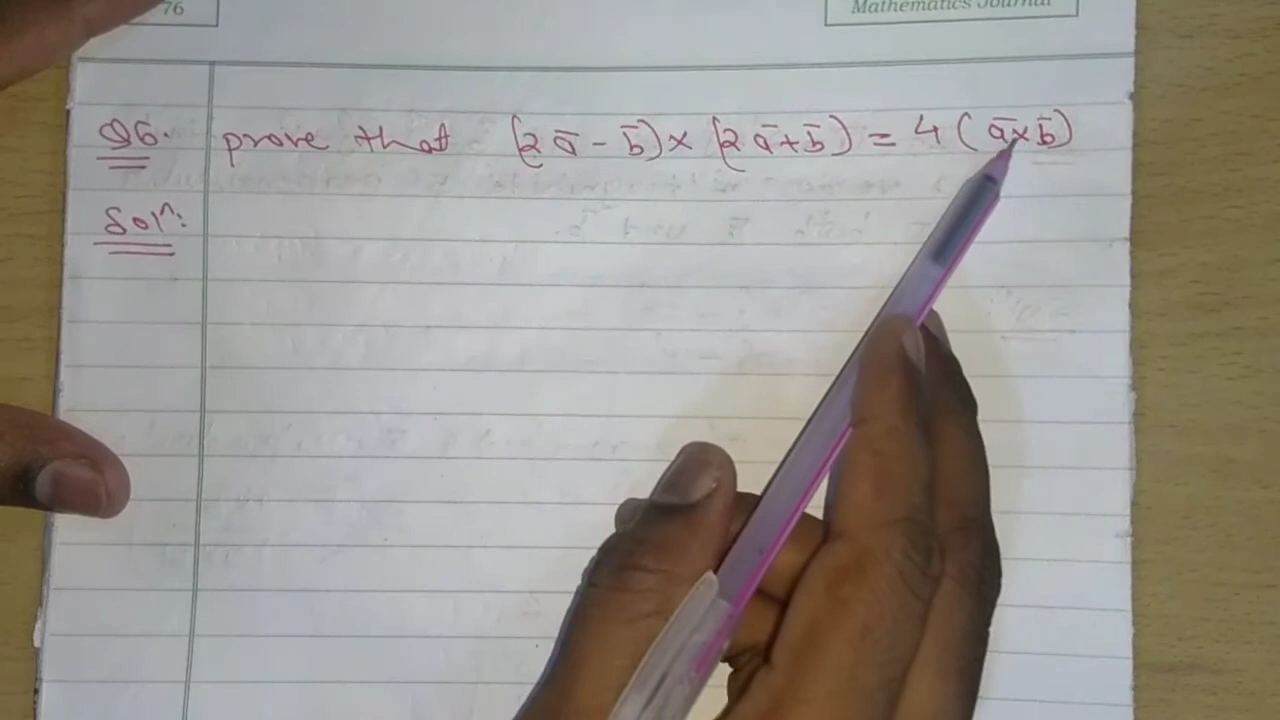 76
Mathematics Journal
Q6. prove that (2ā - b̄) × (2ā + b̄) = 4 (ā × b̄)
Solⁿ: